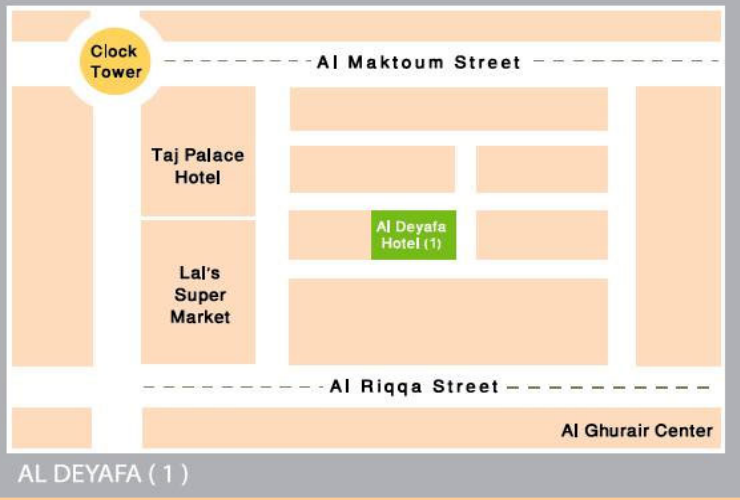 Clock
Tower
Al Maktoum Street
Taj Palace
Hotel
Al Deyafa
Hotel (1)
Lal's
Super
Market
Al Riqqa Street
Al Ghurair Center
AL DEYAFA ( 1 )